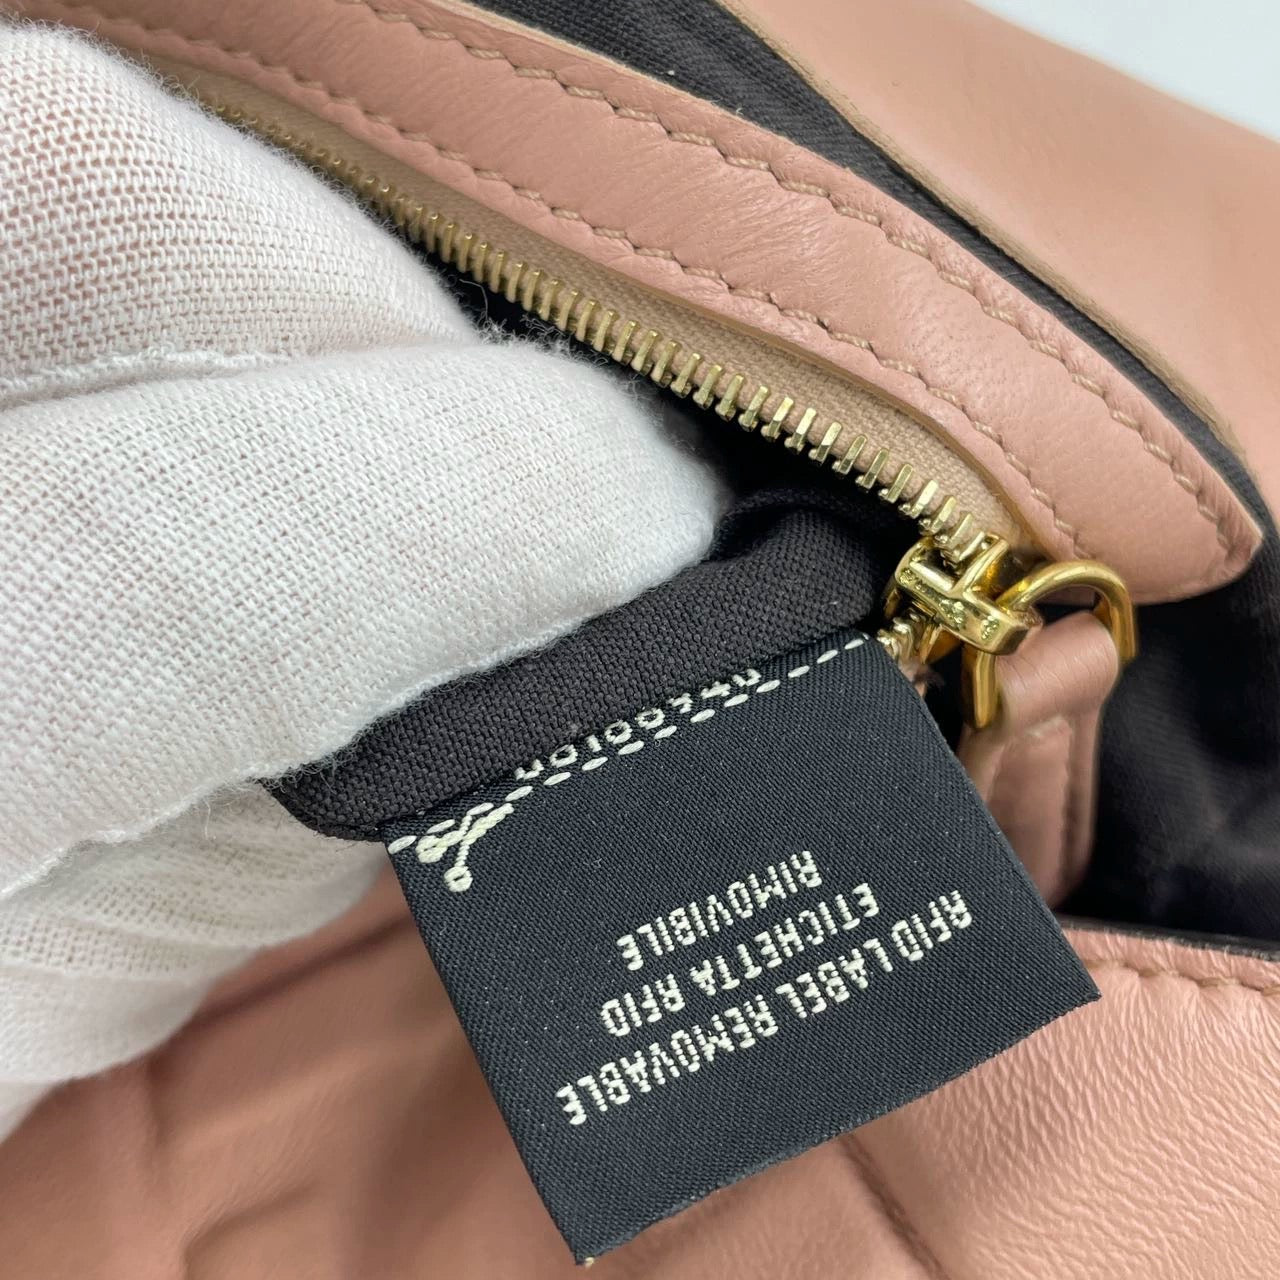 RFID LABEL REMOVABLE
ETICHETTA RFID
RIMOVIBILE